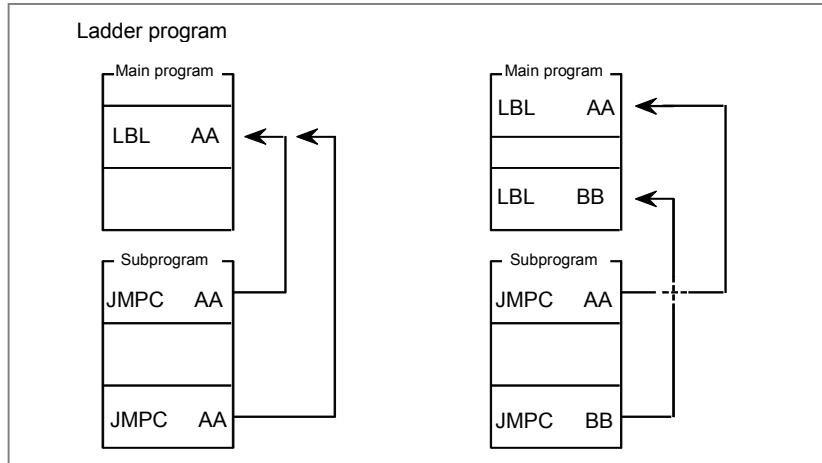 Ladder program
Main program
LBL AA
Subprogram
JMPC AA
JMPC AA
Main program
LBL AA
LBL BB
Subprogram
JMPC AA
JMPC BB